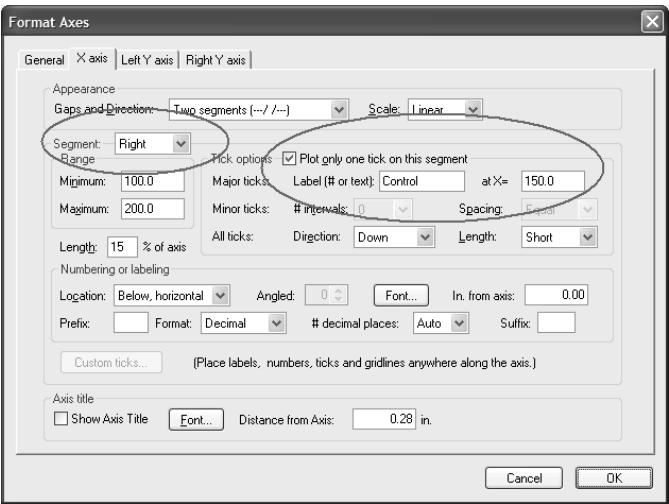 Format Axes
General X axis Left Y axis Right Y axis
Appearance
Gaps and Direction: Two segments (---/ /---) Scale: Linear
Segment: Right
Range Tick options Plot only one tick on this segment
Minimum: 100.0 Major ticks: Label (# or text): Control at X= 150.0
Maximum: 200.0 Minor ticks: # intervals: 0 Spacing: Equal
Length: 15 % of axis All ticks: Direction: Down Length: Short
Numbering or labeling
Location: Below, horizontal Angled: 0 Font... In. from axis: 0.00
Prefix: Format: Decimal # decimal places: Auto Suffix:
Custom ticks... (Place labels, numbers, ticks and gridlines anywhere along the axis.)
Axis title
Show Axis Title Font... Distance from Axis: 0.28 in.
Cancel OK